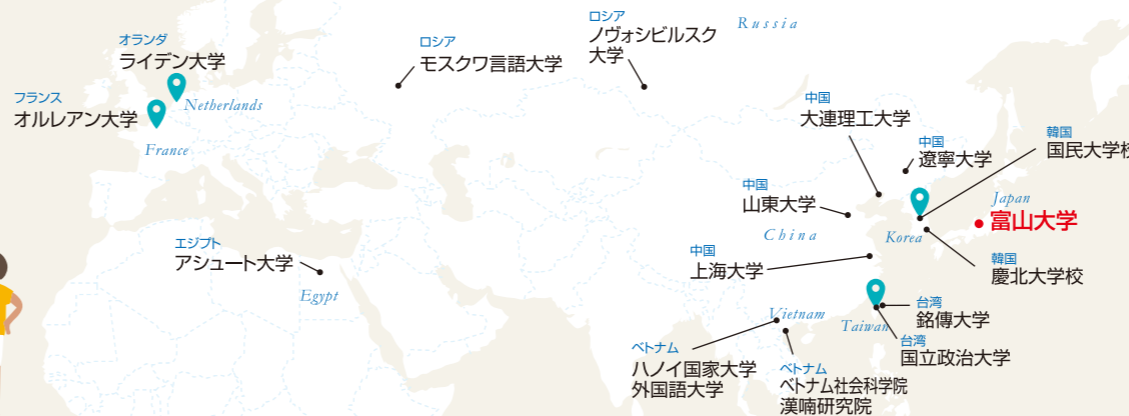 オランダ
ライデン大学
Netherlands
フランス
オルレアン大学
France
ロシア
モスクワ言語大学
ロシア
ノヴォシビルスク
大学
Russia
中国
大連理工大学
中国
遼寧大学
韓国
国民大学校
中国
山東大学
China
Japan
富山大学
Korea
中国
上海大学
韓国
慶北大学校
エジプト
アシュート大学
Egypt
Vietnam
Taiwan
台湾
銘傳大学
台湾
国立政治大学
ベトナム
ハノイ国家大学
外国語大学
ベトナム
ベトナム社会科学院
漢喃研究院